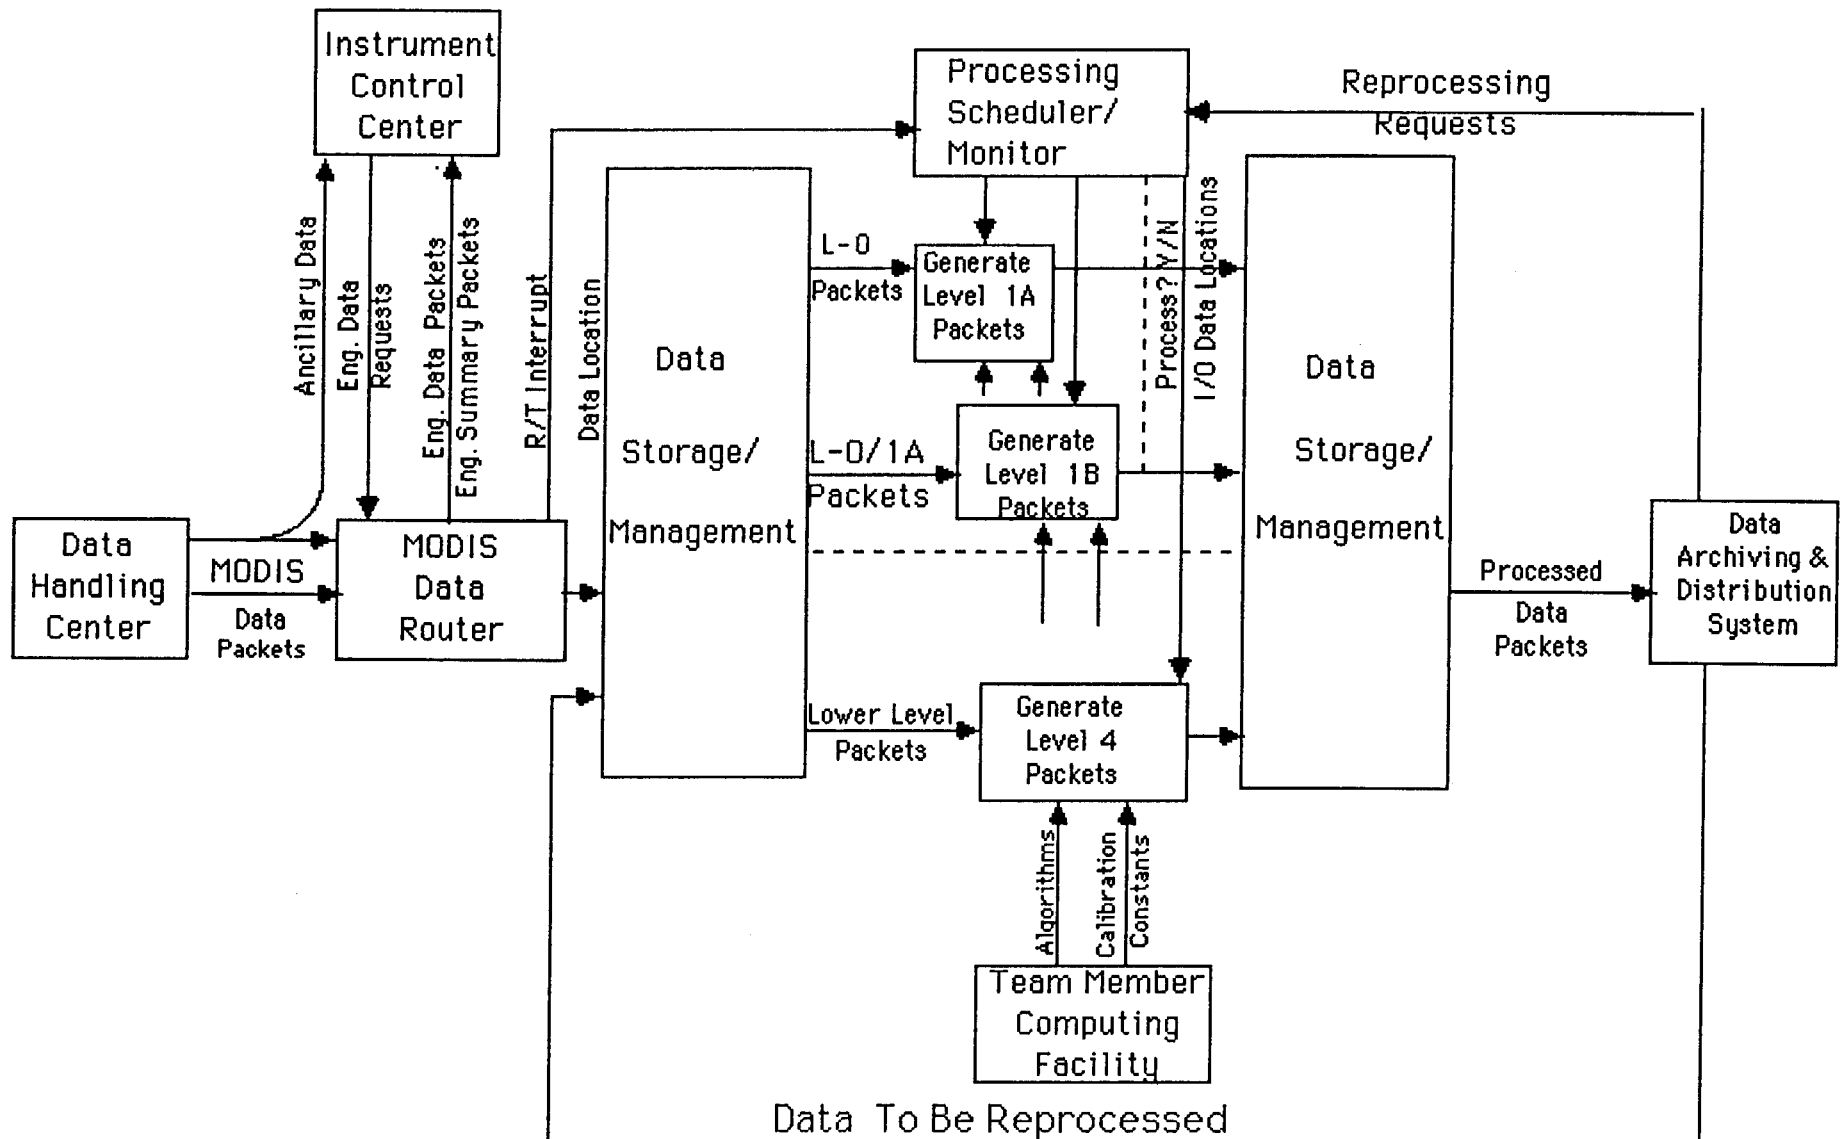 Instrument
Control
Center
Processing
Scheduler/
Monitor
Reprocessing
Requests
Ancillary Data
Eng. Data
Requests
Eng. Data Packets
Eng. Summary Packets
R/T Interrupt
Data Location
Process? Y/N
I/O Data Locations
L-0
Packets
Generate
Level 1A
Packets
Data
Storage/
Management
L-0/1A
Packets
Generate
Level 1B
Packets
Data
Storage/
Management
Data
Handling
Center
MODIS
Data
Packets
MODIS
Data
Router
Processed
Data
Packets
Data
Archiving &
Distribution
System
Lower Level
Packets
Generate
Level 4
Packets
Algorithms
Calibration
Constants
Team Member
Computing
Facility
Data To Be Reprocessed